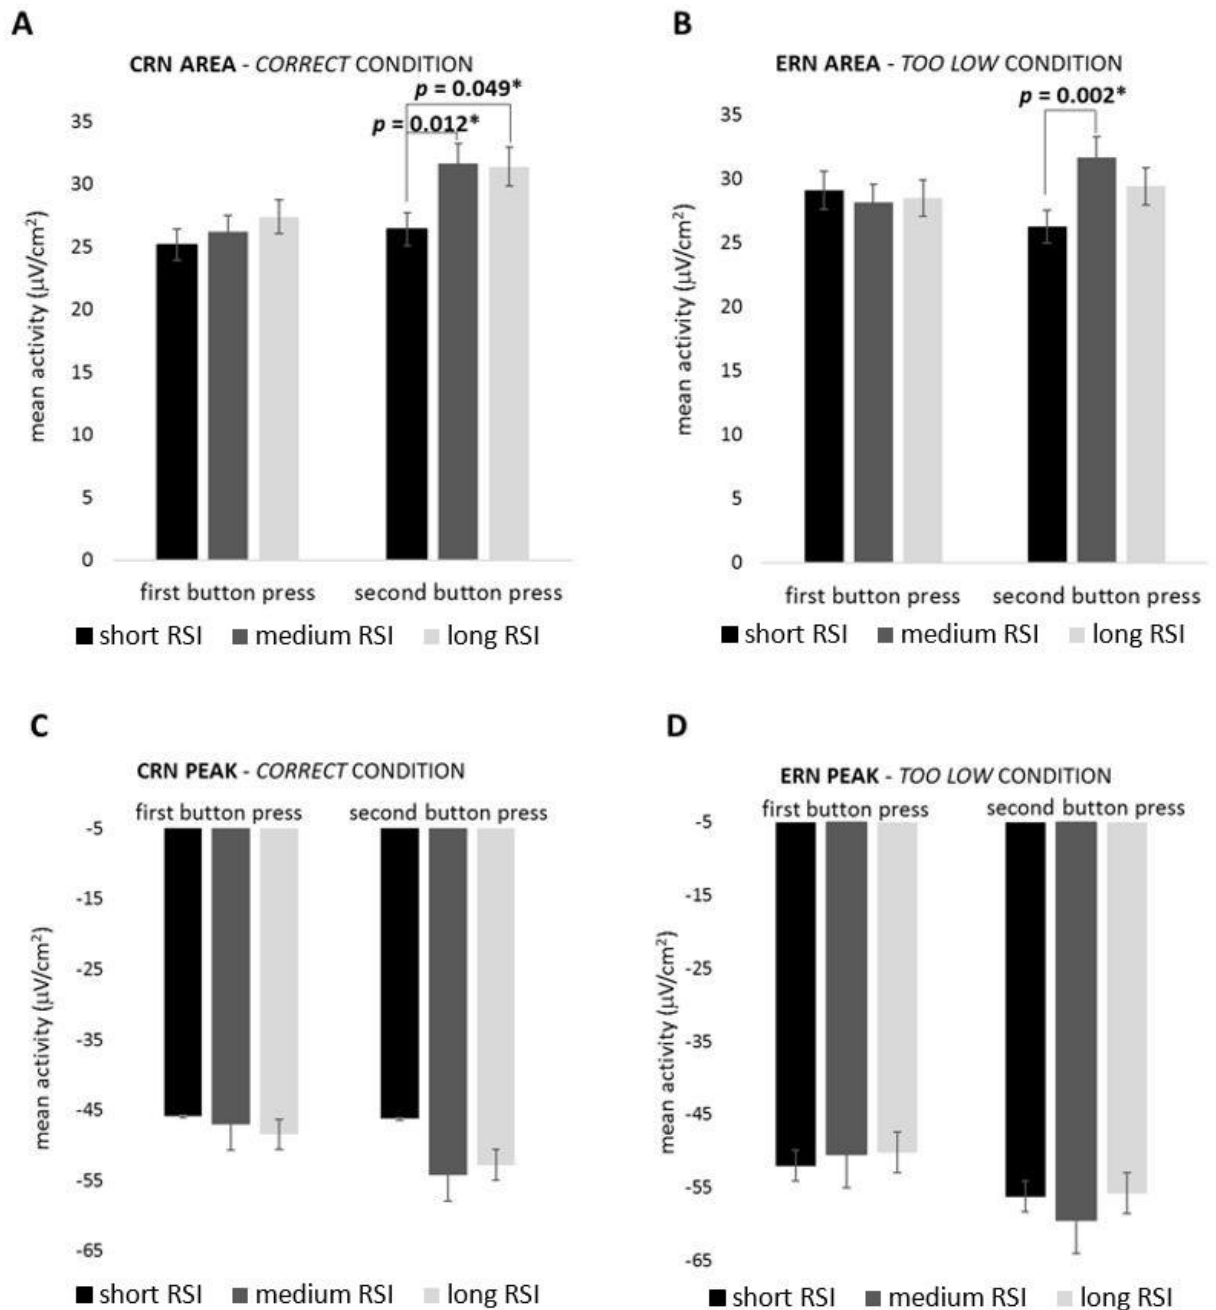 A
CRN AREA - CORRECT CONDITION
p = 0.049*
p = 0.012*
35
30
25
20
15
10
5
0
mean activity (µV/cm²)
first button press second button press
short RSI medium RSI long RSI
B
ERN AREA - TOO LOW CONDITION
p = 0.002*
35
30
25
20
15
10
5
0
mean activity (µV/cm²)
first button press second button press
short RSI medium RSI long RSI
C
CRN PEAK - CORRECT CONDITION
first button press second button press
-5
-15
-25
-35
-45
-55
-65
mean activity (µV/cm²)
short RSI medium RSI long RSI
D
ERN PEAK - TOO LOW CONDITION
first button press second button press
-5
-15
-25
-35
-45
-55
-65
mean activity (µV/cm²)
short RSI medium RSI long RSI